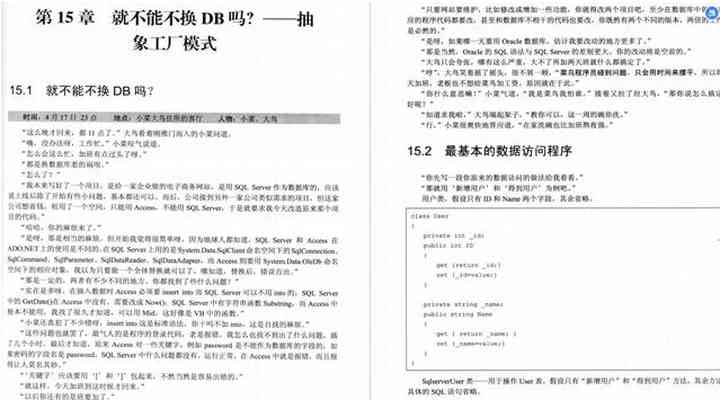 第 15 章　就不能不换 DB 吗？——抽
象工厂模式
15.1　就不能不换 DB 吗？
时间：4 月 17 日 23 点　地点：小菜大鸟住所的客厅　人物：小菜、大鸟
“这么晚才回来，都 11 点了。”大鸟看着刚推门而入的小菜问道。
“嗨，没办法呀，工作忙。”小菜叹气说道。
“怎么会这么忙，加班有点过头了呀。”
“都是换数据库惹的祸呗。”
“怎么了？”
“我本来写好了一个项目，是给一家企业做的电子商务网站，是用 SQL Server 作为数据库的，应该
说上线后除了开始有些小问题，基本都还可以。而后，公司接到另外一家公司类似需求的项目，但这家
公司想省钱，租用了一个空间，只能用 Access，不能用 SQL Server，于是就要求我今天改造原来那个项
目的代码。”
“哈哈，你的麻烦来了。”
“是呀，那是相当的麻烦。但开始我觉得很简单呀，因为地球人都知道，SQL Server 和 Access 在
ADO.NET 上的使用是不同的，在 SQL Server 上用的是 System.Data.SqlClient 命名空间下的 SqlConnection、
SqlCommand、SqlParameter、SqlDataReader、SqlDataAdapter，而 Access 则要用 System.Data.OleDb 命名
空间下的相应对象，我以为只要做一个全体替换就可以了，哪知道，替换后，错误百出。”
“那是一定的，两者有不少不同的地方。你都找到了些什么问题？”
“实在是多呀。在插入数据时 Access 必须要 insert into 而 SQL Server 可以不用 into 的；SQL Server
中的 GetDate()在 Access 中没有，需要改成 Now()；SQL Server 中有字符串函数 Substring，而 Access 中
根本不能用，我找了很久才知道，可以用 Mid，这好像是 VB 中的函数。”
“小菜还真犯了不少错呀，insert into 这是标准语法，你干吗不加 into，这是自找的麻烦。”
“这些问题也就罢了，最气人的是程序的登录代码，老是报错，我怎么也找不到出了什么问题，搞
了几个小时。最后才知道，原来 Access 对一些关键字，例如 password 是不能作为数据库的字段的，如
果密码的字段名是 password，SQL Server 中什么问题都没有，运行正常，在 Access 中就是报错，而且报
得让人莫名其妙。”
“‘关键字’应该要用‘[’和‘]’包起来，不然当然是容易出错的。”
“就这样，今天加班到这时候才回来。”
“以后你还有的是班要加了。”
“只要网站要维护，比如修改或增加一些功能，你就得改两个项目吧，至少在数据库中
应的程序代码都要改，甚至和数据库不相干的代码也要改，你既然有两个不同的版本，两倍的工
是必然的。”
“是呀，如果哪一天要用 Oracle 数据库，估计我要改动的地方更多了。”
“那是当然，Oracle 的 SQL 语法与 SQL Server 的差别更大，你的改动将是空前的。”
“大鸟只会夸张，哪有这么严重，大不了再加两天班就什么都搞定了。”
“哼”，大鸟笑着摇了摇头，很不屑一顾，“菜鸟程序员碰到问题，只会用时间来摆平，所以
天加班，老板也不想给菜鸟加工资，原因就在于此。”
“你什么意思嘛！”小菜气道，“我是菜鸟我怕谁。”接着又拉了拉大鸟，“那你说怎么搞定
好呢？”
“知道求我啦，”大鸟端起架子，“教你可以，这一周的碗你洗。”
“行，”小菜很爽快地答应道，“在家洗碗也比加班熬夜强。”
15.2　最基本的数据访问程序
“你先写一段你原来的数据访问的做法给我看看。”
“那就用‘新增用户’和‘得到用户’为例吧。”
用户类，假设只有 ID 和 Name 两个字段，其余省略。
class User
{
private int _id;
public int ID
{
get {return _id;}
set {_id=value;}
}
private string _name;
public string Name
{
get { return _name; }
set {_name=value;}
}
}
SqlserverUser 类——用于操作 User 表，假设只有“新增用户”和“得到用户”方法，其余方法
具体的 SQL 语句省略。